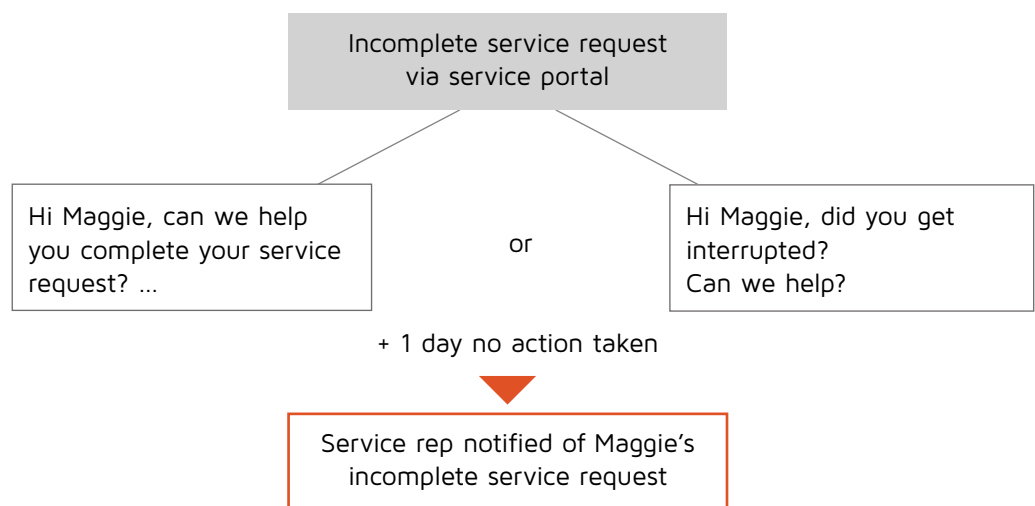 Incomplete service request
via service portal
Hi Maggie, can we help
you complete your service
request? ...
or
Hi Maggie, did you get
interrupted?
Can we help?
+ 1 day no action taken
Service rep notified of Maggie’s
incomplete service request